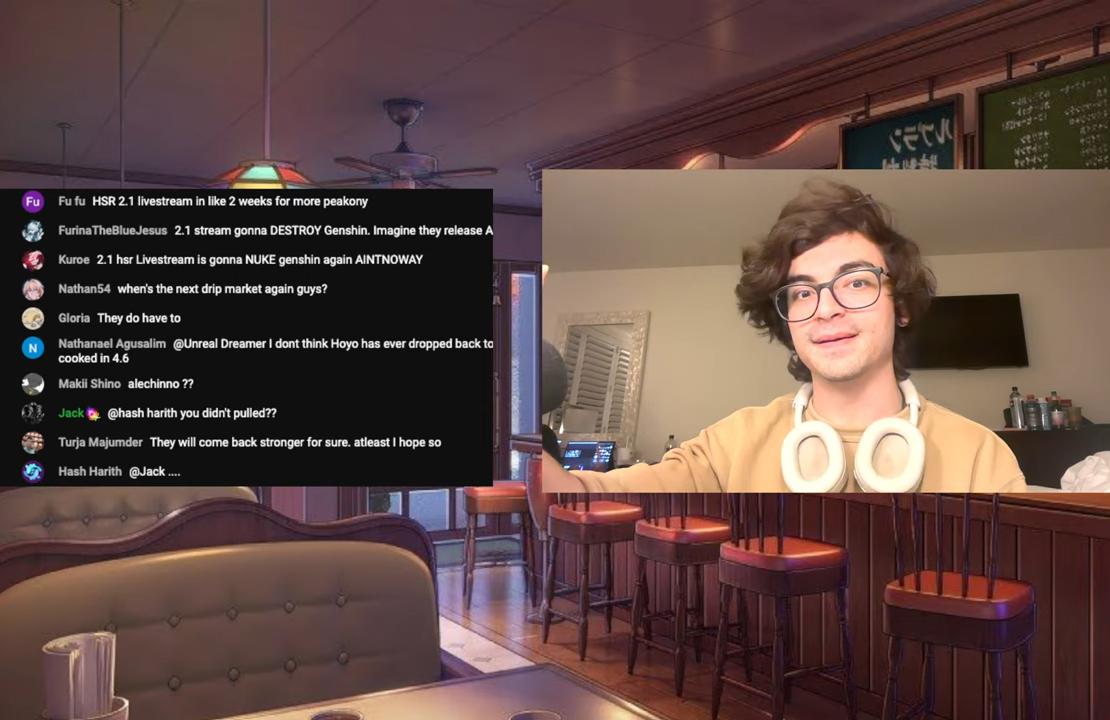 ルブラン
Fu Fu fu HSR 2.1 livestream in like 2 weeks for more peakony
FurinaTheBlueJesus 2.1 stream gonna DESTROY Genshin. Imagine they release A
Kuroe 2.1 hsr Livestream is gonna NUKE genshin again AINTNOWAY
Nathan54 when's the next drip market again guys?
Gloria They do have to
N Nathanael Agusalim @Unreal Dreamer I dont think Hoyo has ever dropped back to
cooked in 4.6
Makii Shino alechinno ??
Jack @hash harith you didn't pulled??
Turja Majumder They will come back stronger for sure. atleast I hope so
Hash Harith @Jack ....